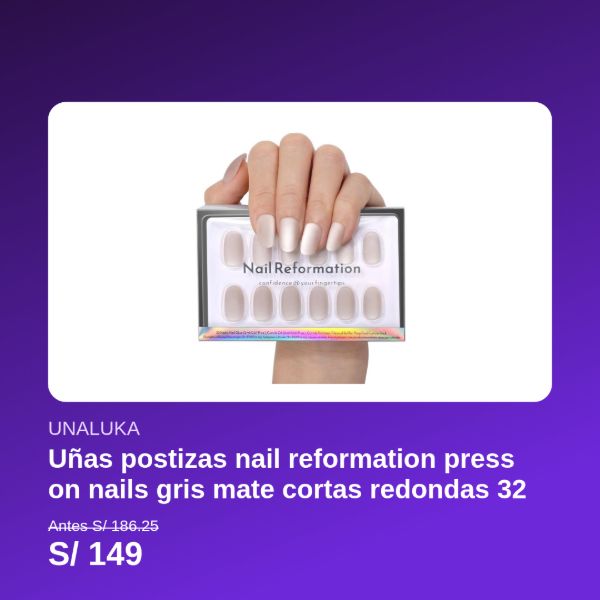 Nail Reformation
confidence @ your fingertips
UNALUKA
Uñas postizas nail reformation press
on nails gris mate cortas redondas 32
Antes S/ 186.25
S/ 149